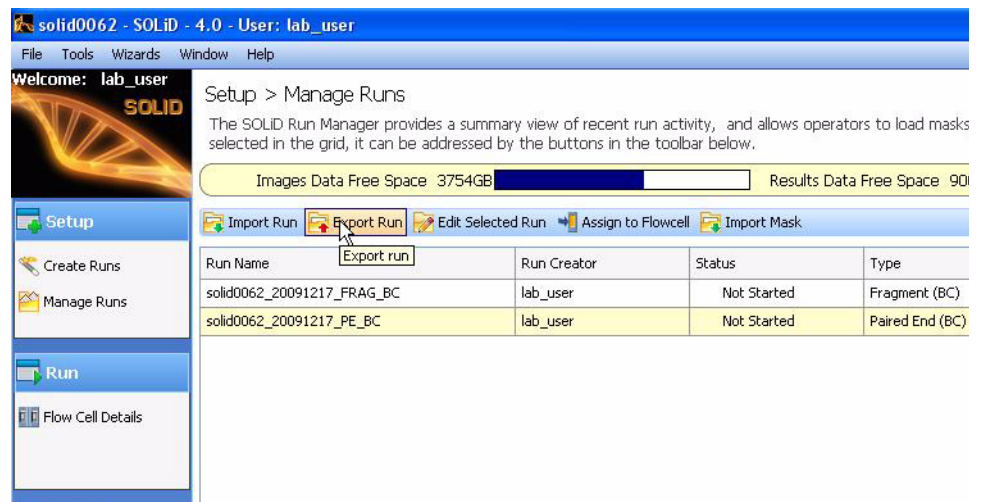 solid0062 - SOLiD - 4.0 - User: lab_user
File Tools Wizards Window Help
Welcome: lab_user
SOLID
Setup > Manage Runs
The SOLiD Run Manager provides a summary view of recent run activity, and allows operators to load masks
selected in the grid, it can be addressed by the buttons in the toolbar below.
Images Data Free Space 3754GB Results Data Free Space
Setup
Import Run Export Run Edit Selected Run Assign to Flowcell Import Mask
Export run
Create Runs
Manage Runs
Run Name Run Creator Status Type
solid0062_20091217_FRAG_BC lab_user Not Started Fragment (BC)
solid0062_20091217_PE_BC lab_user Not Started Paired End (BC)
Run
Flow Cell Details